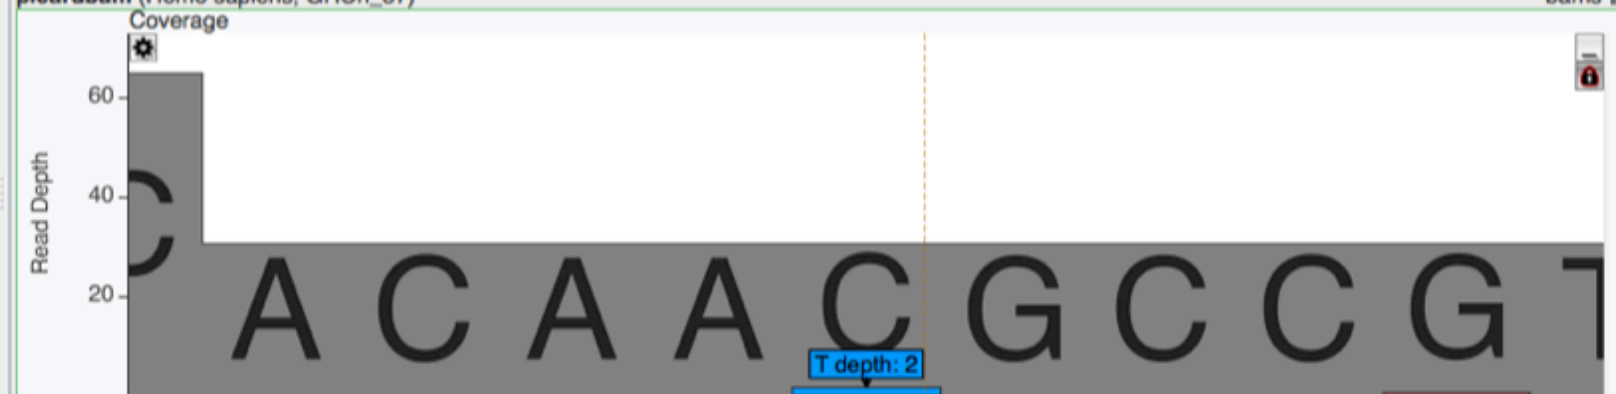 Coverage
60
40
20
Read Depth
C A C A A C G C C G T
T depth: 2